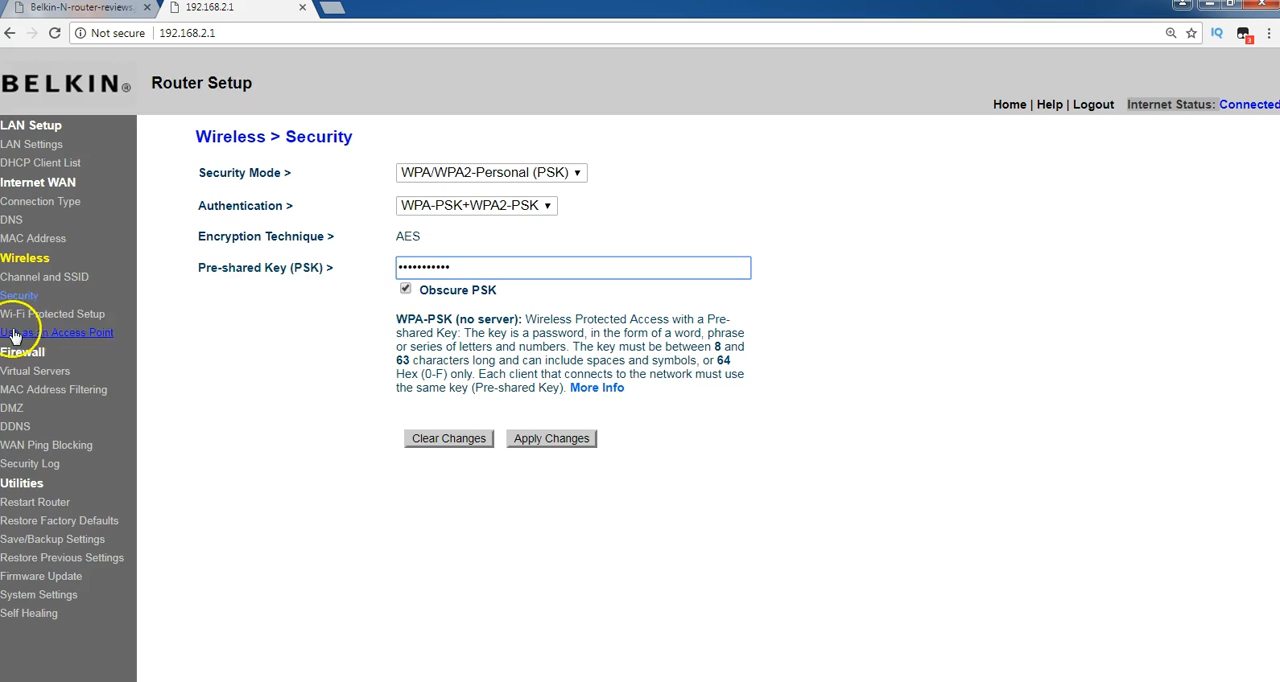 Belkin-N-router-reviews
192.168.2.1
Not secure
192.168.2.1
IQ
3
BELKIN®
Router Setup
Home | Help | Logout
Internet Status: Connected
LAN Setup
LAN Settings
DHCP Client List
Internet WAN
Connection Type
DNS
MAC Address
Wireless
Channel and SSID
Security
Wi-Fi Protected Setup
Use as an Access Point
Firewall
Virtual Servers
MAC Address Filtering
DMZ
DDNS
WAN Ping Blocking
Security Log
Utilities
Restart Router
Restore Factory Defaults
Save/Backup Settings
Restore Previous Settings
Firmware Update
System Settings
Self Healing
Wireless > Security
Security Mode >
WPA/WPA2-Personal (PSK)
Authentication >
WPA-PSK+WPA2-PSK
Encryption Technique >
AES
Pre-shared Key (PSK) >
•••••••••••
Obscure PSK
WPA-PSK (no server): Wireless Protected Access with a Pre-
shared Key: The key is a password, in the form of a word, phrase
or series of letters and numbers. The key must be between 8 and
63 characters long and can include spaces and symbols, or 64
Hex (0-F) only. Each client that connects to the network must use
the same key (Pre-shared Key). More Info
Clear Changes
Apply Changes